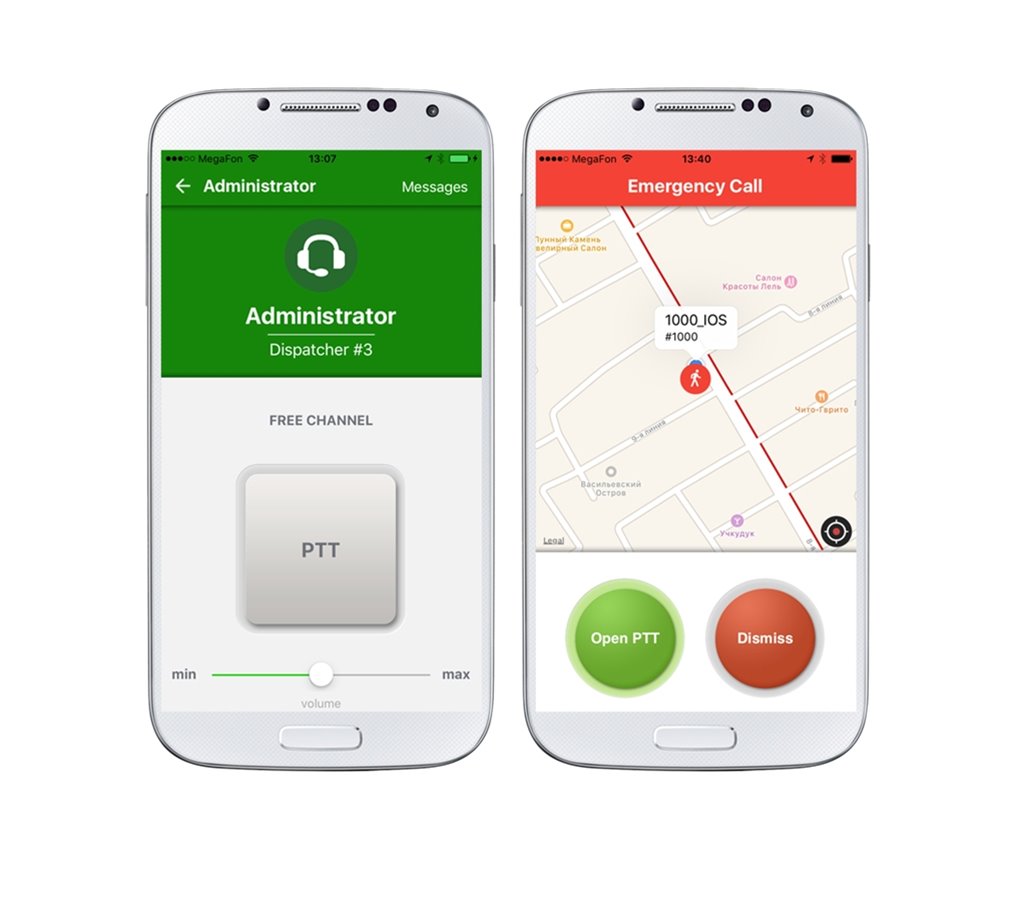 MegaFon
13:07
Administrator
Messages
Administrator
Dispatcher #3
FREE CHANNEL
PTT
min
max
volume
MegaFon
13:40
Emergency Call
Лунный Камень
велирный Салон
Салон
Красоты Лель
8-я линия
1000_IOS
#1000
Чито-Гврито
9-я линия
Васильевский
Остров
Учкудук
Legal
Open PTT
Dismiss